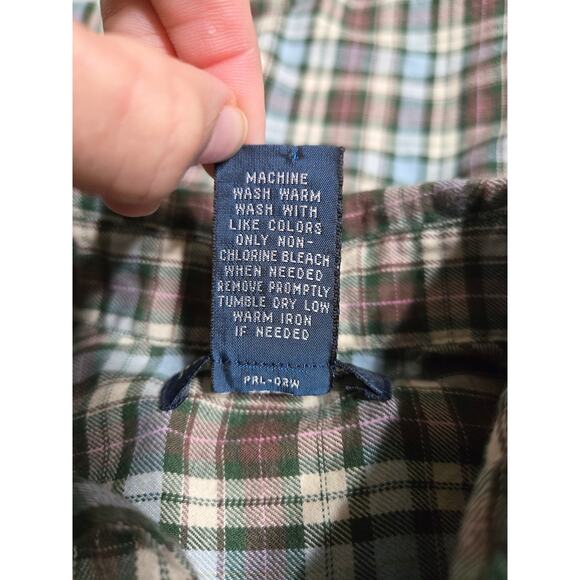 MACHINE
WASH WARM
WASH WITH
LIKE COLORS
ONLY NON-
CHLORINE BLEACH
WHEN NEEDED
REMOVE PROMPTLY
TUMBLE DRY LOW
WARM IRON
IF NEEDED
PRL-02W